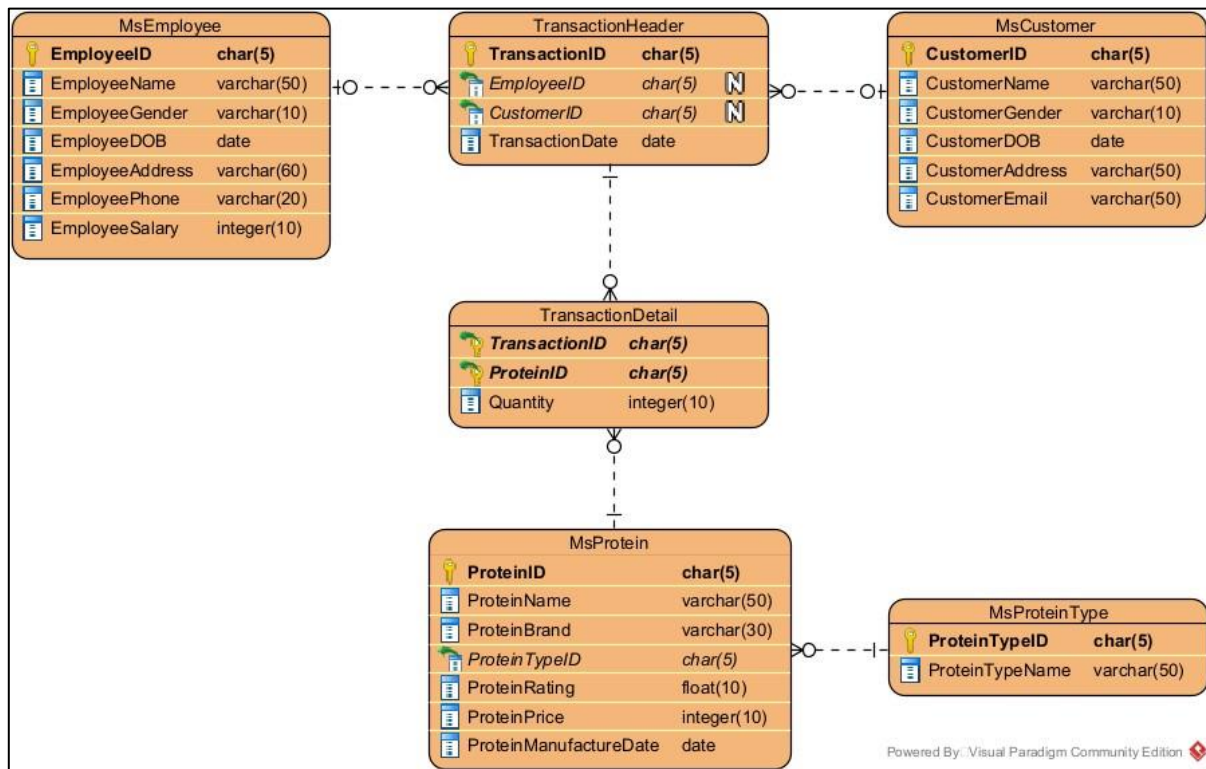 MsEmployee
EmployeeID char(5)
EmployeeName varchar(50)
EmployeeGender varchar(10)
EmployeeDOB date
EmployeeAddress varchar(60)
EmployeePhone varchar(20)
EmployeeSalary integer(10)
TransactionHeader
TransactionID char(5)
EmployeeID char(5) N
CustomerID char(5) N
TransactionDate date
MsCustomer
CustomerID char(5)
CustomerName varchar(50)
CustomerGender varchar(10)
CustomerDOB date
CustomerAddress varchar(50)
CustomerEmail varchar(50)
TransactionDetail
TransactionID char(5)
ProteinID char(5)
Quantity integer(10)
MsProtein
ProteinID char(5)
ProteinName varchar(50)
ProteinBrand varchar(30)
ProteinTypeID char(5)
ProteinRating float(10)
ProteinPrice integer(10)
ProteinManufactureDate date
MsProteinType
ProteinTypeID char(5)
ProteinTypeName varchar(50)
Powered By: Visual Paradigm Community Edition